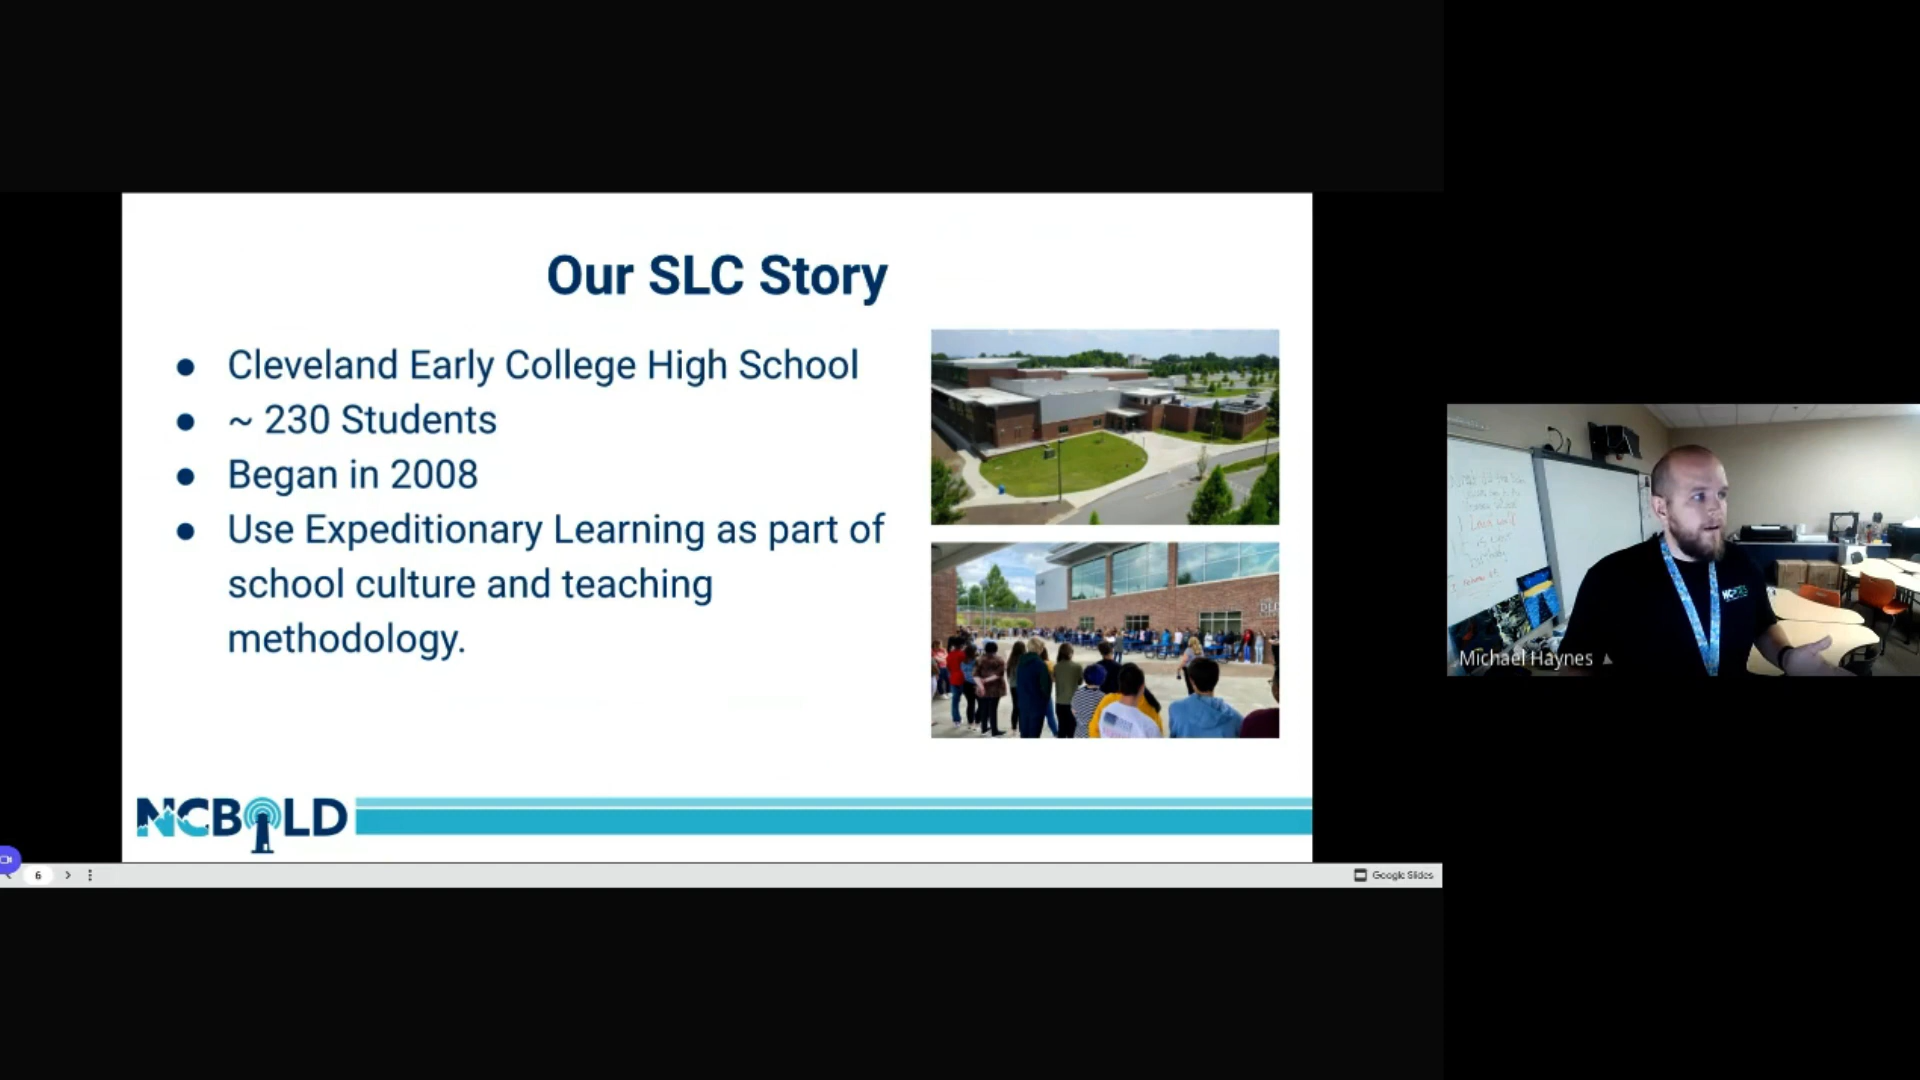 Our SLC Story
● Cleveland Early College High School
● ~ 230 Students
● Began in 2008
● Use Expeditionary Learning as part of
school culture and teaching
methodology.
NCBOLD
6
Google Slides
Michael Haynes